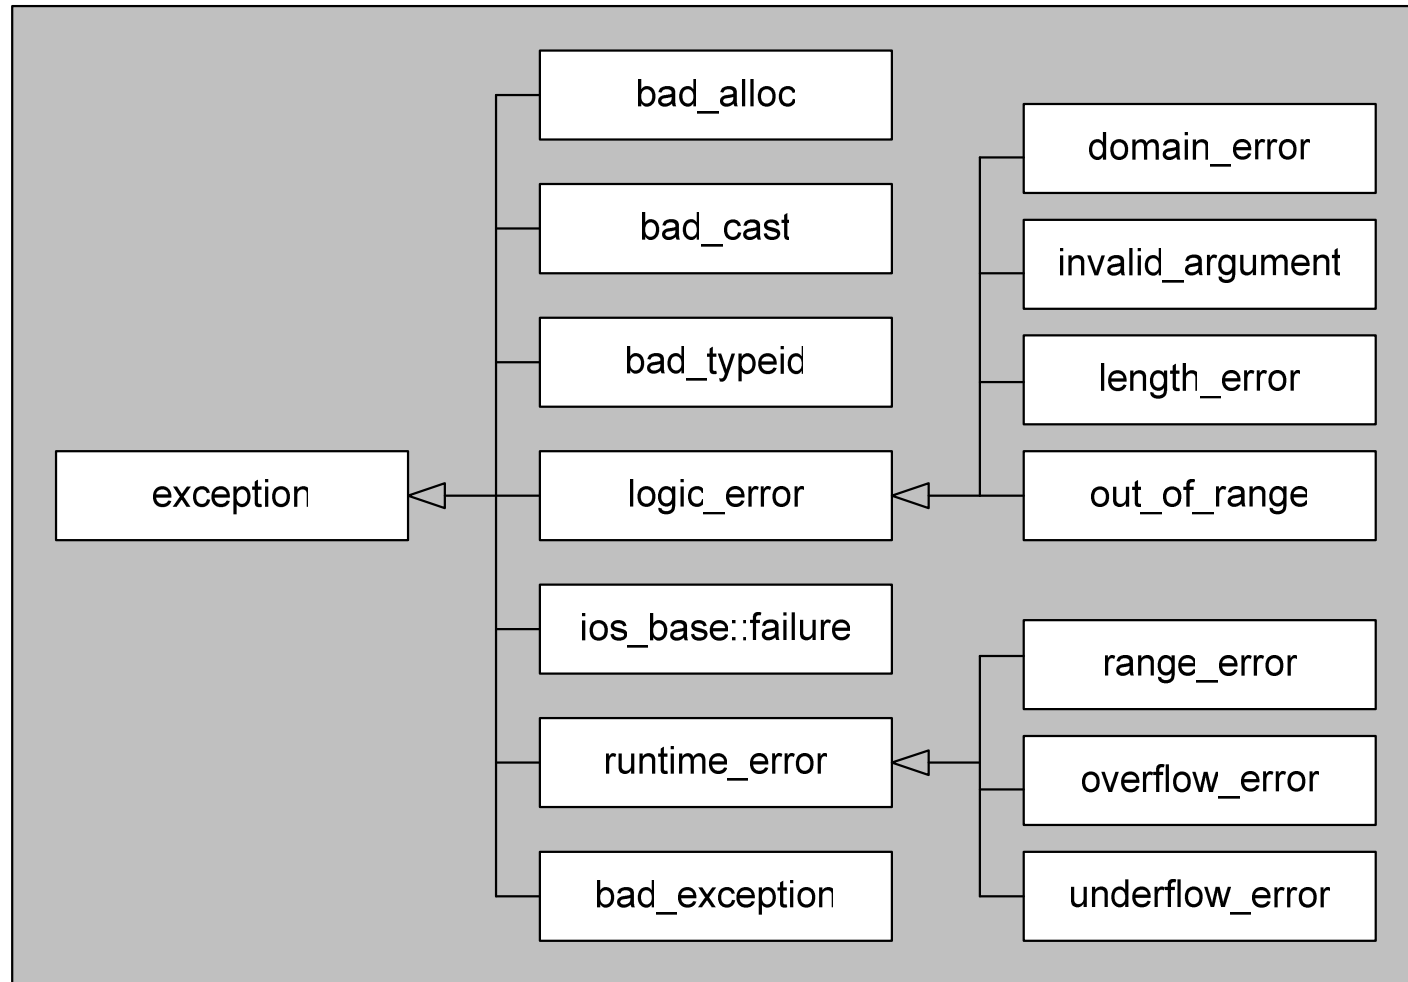 exception
bad_alloc
bad_cast
bad_typeid
logic_error
ios_base::failure
runtime_error
bad_exception
domain_error
invalid_argument
length_error
out_of_range
range_error
overflow_error
underflow_error